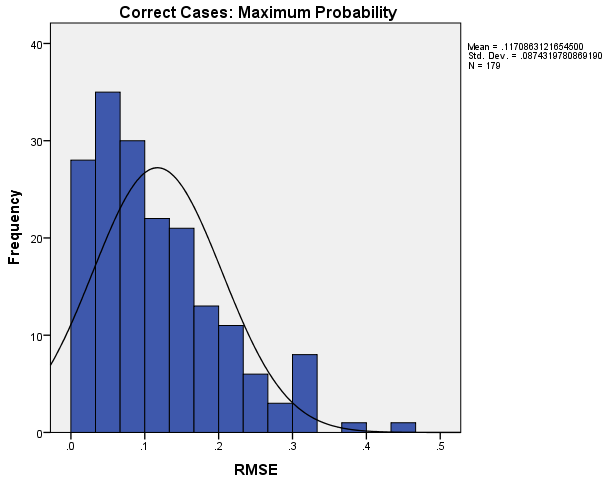 Correct Cases: Maximum Probability
Mean = .1170863121654500
Std. Dev. = .0874319780869190
N = 179
40
30
20
10
0
Frequency
.0 .1 .2 .3 .4 .5
RMSE